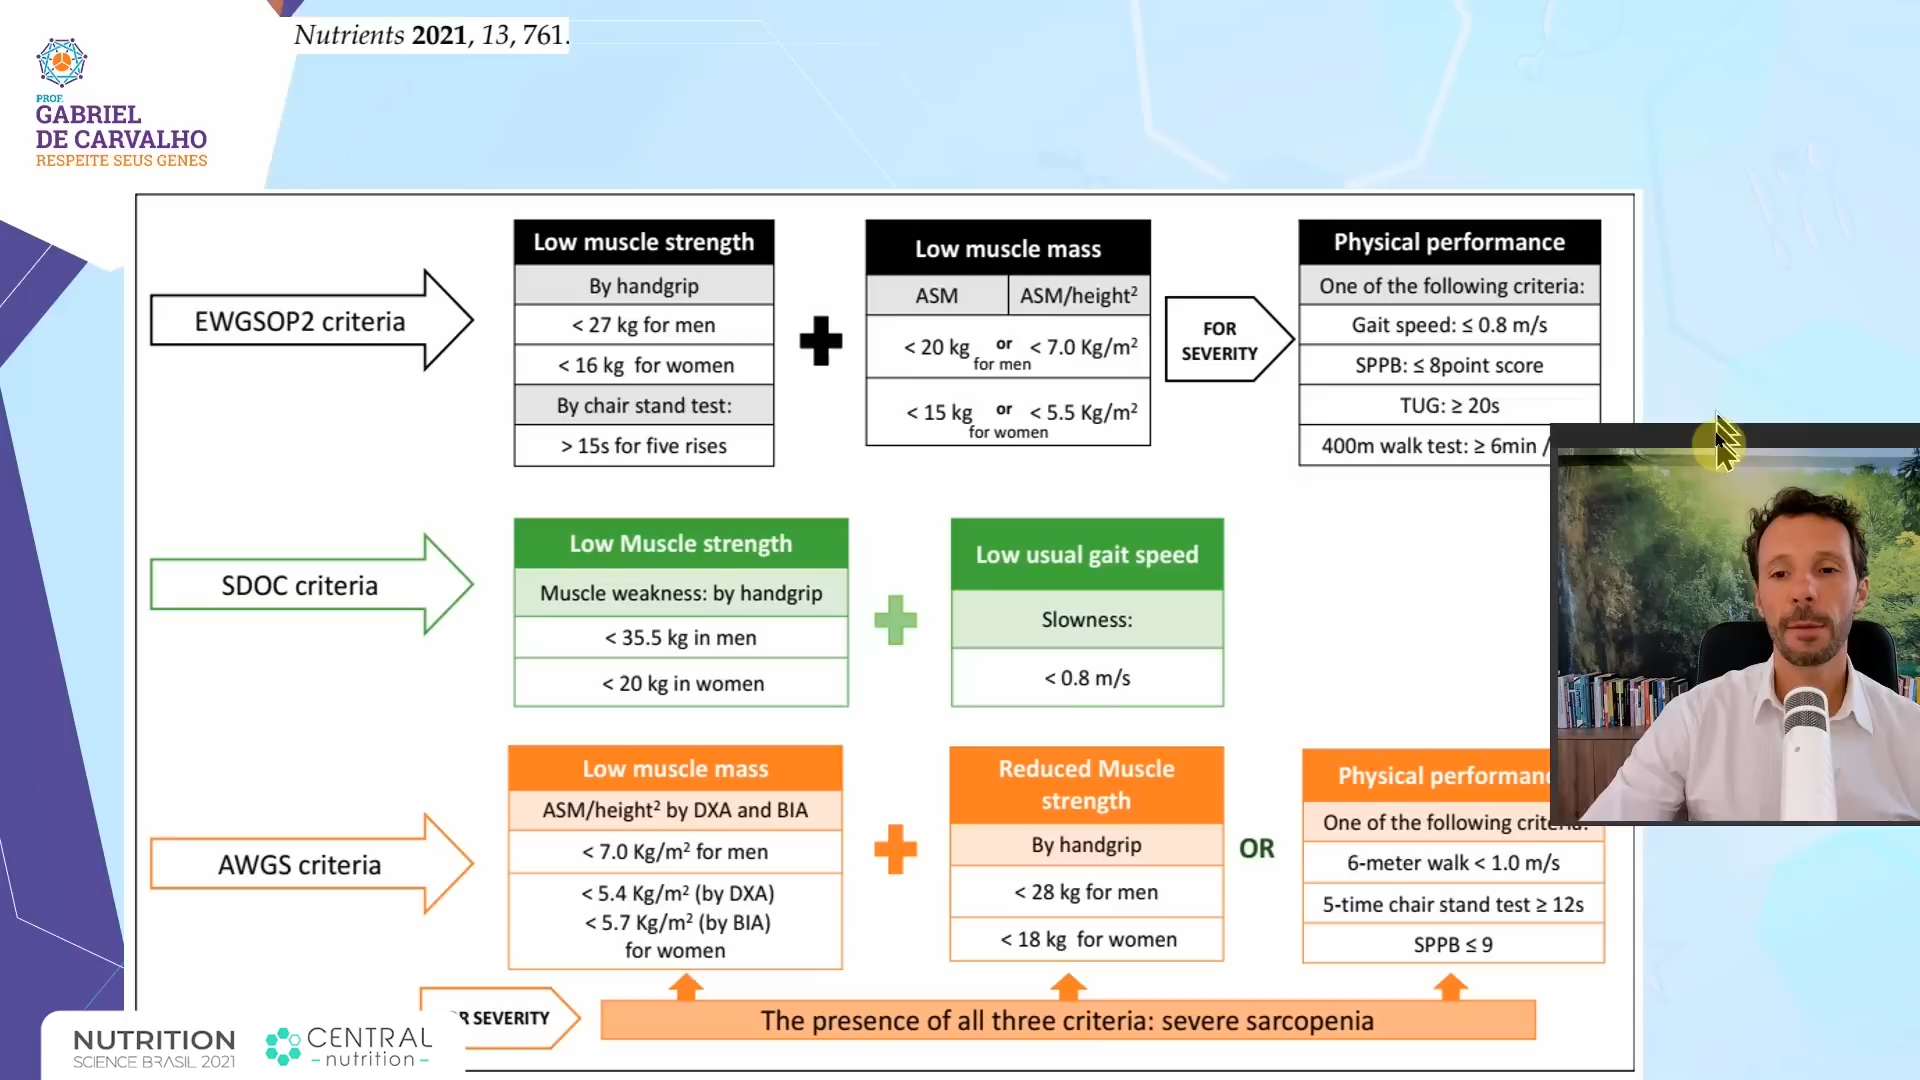 Nutrients 2021, 13, 761.
PROF.
GABRIEL
DE CARVALHO
RESPEITE SEUS GENES
EWGSOP2 criteria
Low muscle strength
By handgrip
< 27 kg for men
< 16 kg for women
By chair stand test:
> 15s for five rises
Low muscle mass
ASM ASM/height²
< 20 kg or < 7.0 Kg/m²
for men
< 15 kg or < 5.5 Kg/m²
for women
FOR
SEVERITY
Physical performance
One of the following criteria:
Gait speed: ≤ 0.8 m/s
SPPB: ≤ 8point score
TUG: ≥ 20s
400m walk test: ≥ 6min /
SDOC criteria
Low Muscle strength
Muscle weakness: by handgrip
< 35.5 kg in men
< 20 kg in women
Low usual gait speed
Slowness:
< 0.8 m/s
AWGS criteria
Low muscle mass
ASM/height² by DXA and BIA
< 7.0 Kg/m² for men
< 5.4 Kg/m² (by DXA)
< 5.7 Kg/m² (by BIA)
for women
Reduced Muscle
strength
By handgrip
< 28 kg for men
< 18 kg for women
OR
Physical performan
One of the following criteria:
6-meter walk < 1.0 m/s
5-time chair stand test ≥ 12s
SPPB ≤ 9
R SEVERITY
The presence of all three criteria: severe sarcopenia
NUTRITION
SCIENCE BRASIL 2021
CENTRAL
nutrition